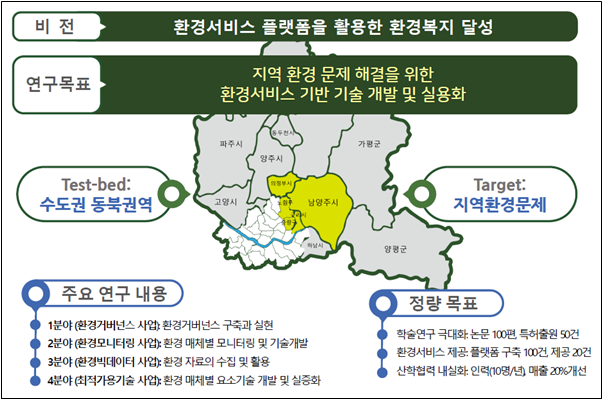 비 전
환경서비스 플랫폼을 활용한 환경복지 달성
연구목표
지역 환경 문제 해결을 위한
환경서비스 기반 기술 개발 및 실용화
동두천시
파주시
양주시
가평군
의정부시
고양시
노원구
남양주시
구리시
중랑구
하남시
양평군
Test-bed:
수도권 동북권역
Target:
지역환경문제
주요 연구 내용
1분야 (환경거버넌스 사업): 환경거버넌스 구축과 실현
2분야 (환경모니터링 사업): 환경 매체별 모니터링 및 기술개발
3분야 (환경빅데이터 사업): 환경 자료의 수집 및 활용
4분야 (최적가용기술 사업): 환경 매체별 요소기술 개발 및 실증화
정량 목표
학술연구 극대화: 논문 100편, 특허출원 50건
환경서비스 제공: 플랫폼 구축 100건, 제공 20건
산학협력 내실화: 인력(10명/년), 매출 20%개선